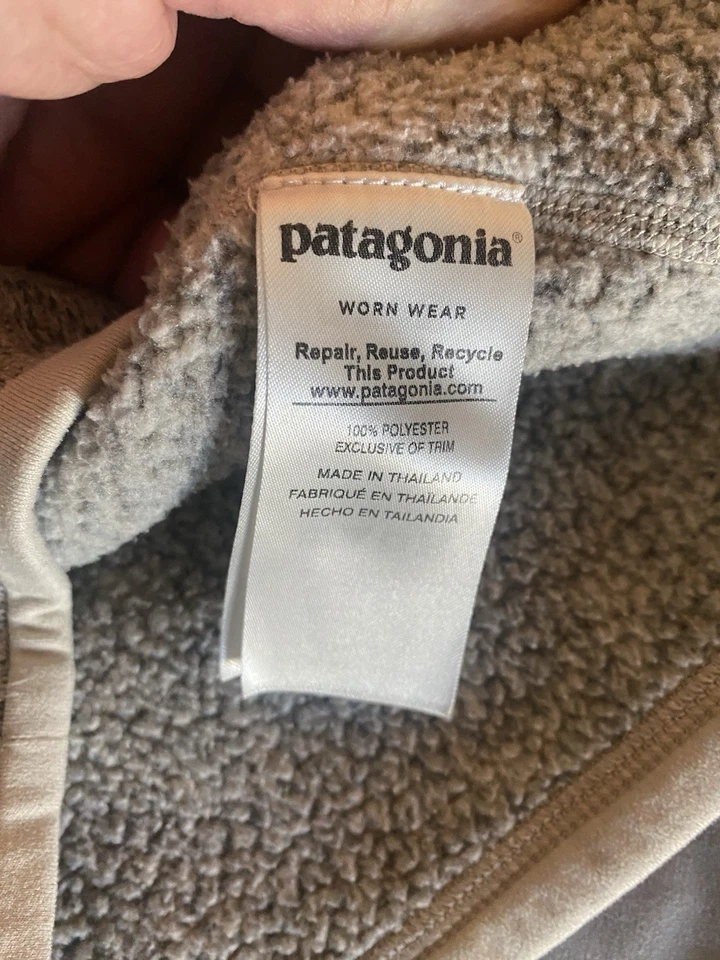 patagonia®
WORN WEAR
Repair, Reuse, Recycle
This Product
www.patagonia.com
100% POLYESTER
EXCLUSIVE OF TRIM
MADE IN THAILAND
FABRIQUÉ EN THAÏLANDE
HECHO EN TAILANDIA